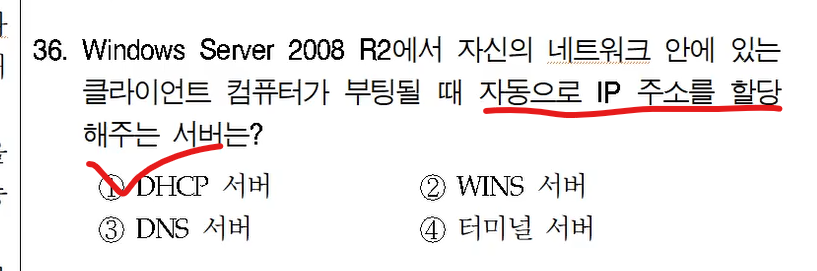 36. Windows Server 2008 R2에서 자신의 네트워크 안에 있는
클라이언트 컴퓨터가 부팅될 때 자동으로 IP 주소를 할당
해주는 서버는?
① DHCP 서버 ② WINS 서버
③ DNS 서버 ④ 터미널 서버